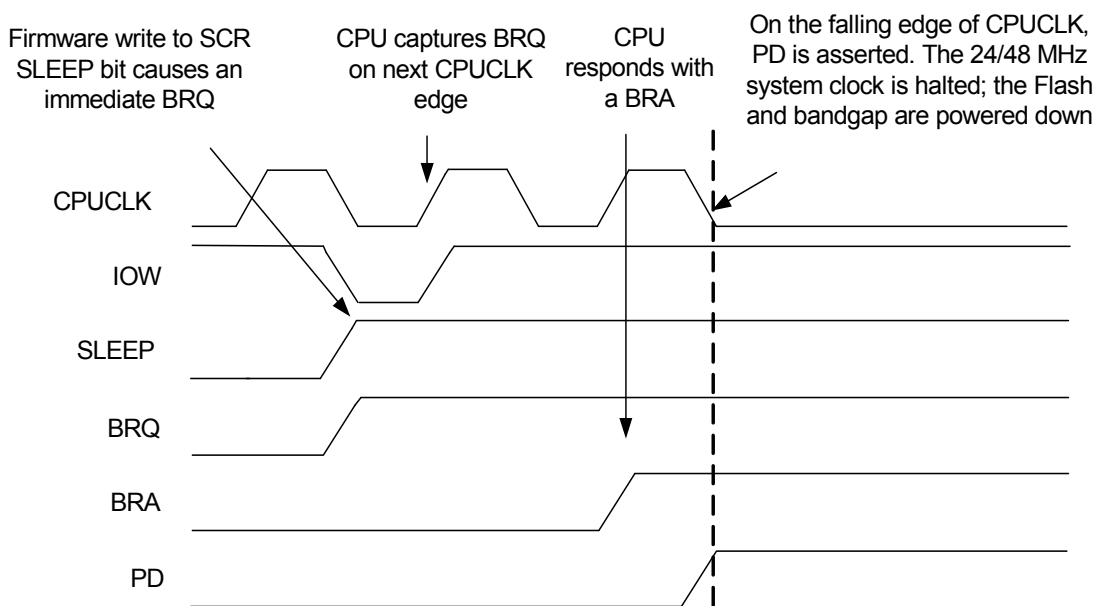 Firmware write to SCR
SLEEP bit causes an
immediate BRQ
CPU captures BRQ
on next CPUCLK
edge
CPU
responds with
a BRA
On the falling edge of CPUCLK,
PD is asserted. The 24/48 MHz
system clock is halted; the Flash
and bandgap are powered down
CPUCLK
IOW
SLEEP
BRQ
BRA
PD